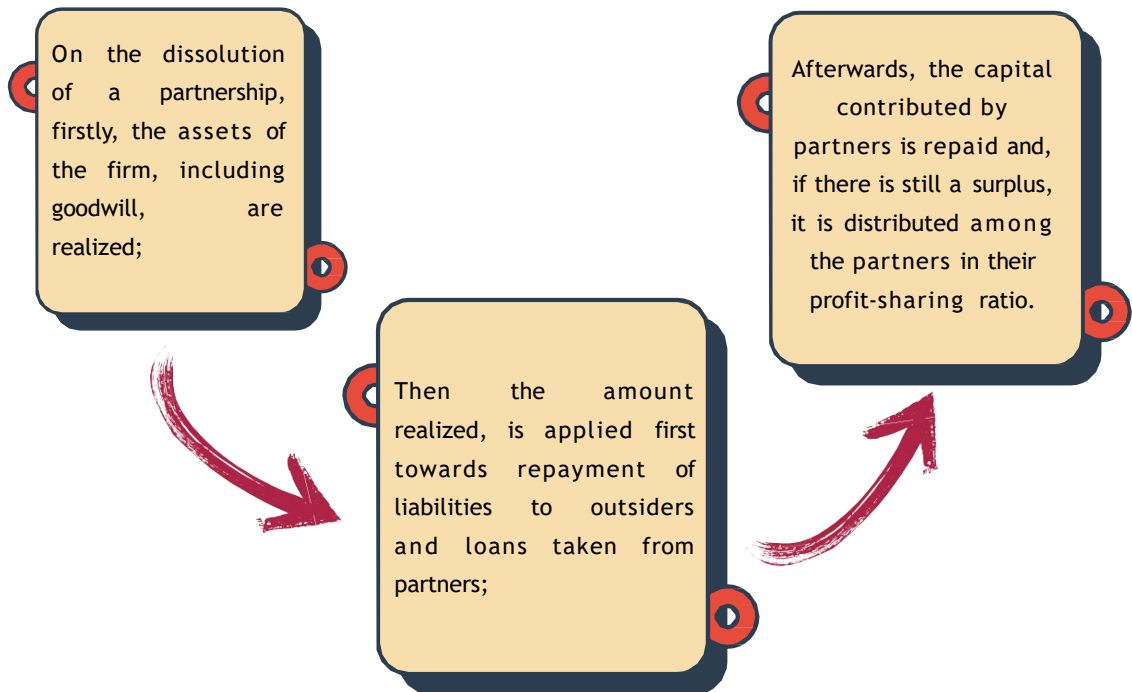 On the dissolution
of a partnership,
firstly, the assets of
the firm, including
goodwill, are
realized;
Then the amount
realized, is applied first
towards repayment of
liabilities to outsiders
and loans taken from
partners;
Afterwards, the capital
contributed by
partners is repaid and,
if there is still a surplus,
it is distributed among
the partners in their
profit-sharing ratio.